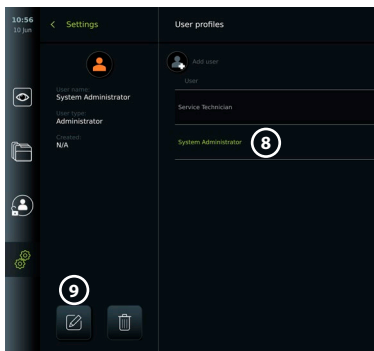 10:56
10 Jun
Settings
User name:
System Administrator
User type:
Administrator
Created:
N/A
9
User profiles
Add user
User
Service Technician
System Administrator
8